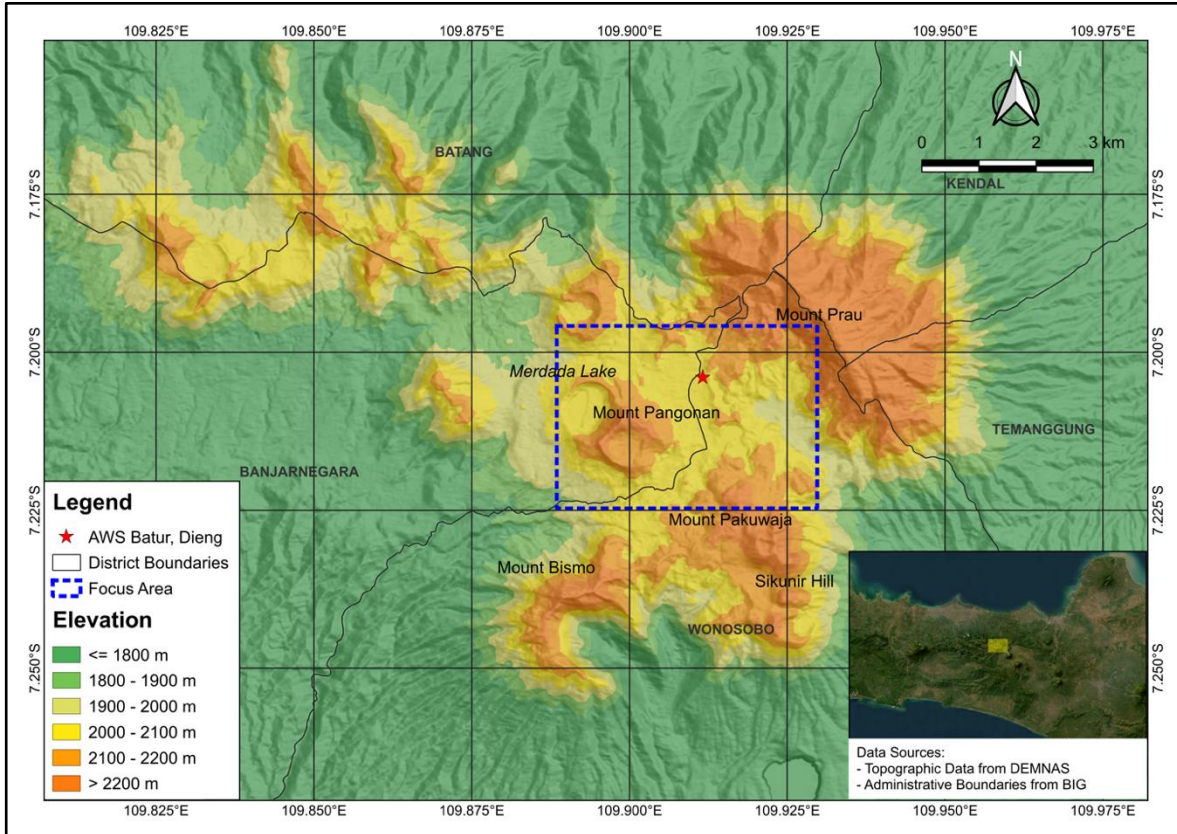 109.825°E 109.850°E 109.875°E 109.900°E 109.925°E 109.950°E 109.975°E
N
0 1 2 3 km
BATANG
KENDAL
7.175°S 7.175°S
Mount Prau
7.200°S 7.200°S
Merdada Lake
Mount Pangonan
TEMANGGUNG
BANJARNEGARA
7.225°S 7.225°S
Mount Pakuwaja
Mount Bismo
Sikunir Hill
WONOSOBO
7.250°S 7.250°S
Legend
AWS Batur, Dieng
District Boundaries
Focus Area
Elevation
<= 1800 m
1800 - 1900 m
1900 - 2000 m
2000 - 2100 m
2100 - 2200 m
> 2200 m
Data Sources:
- Topographic Data from DEMNAS
- Administrative Boundaries from BIG
109.825°E 109.850°E 109.875°E 109.900°E 109.925°E 109.950°E 109.975°E